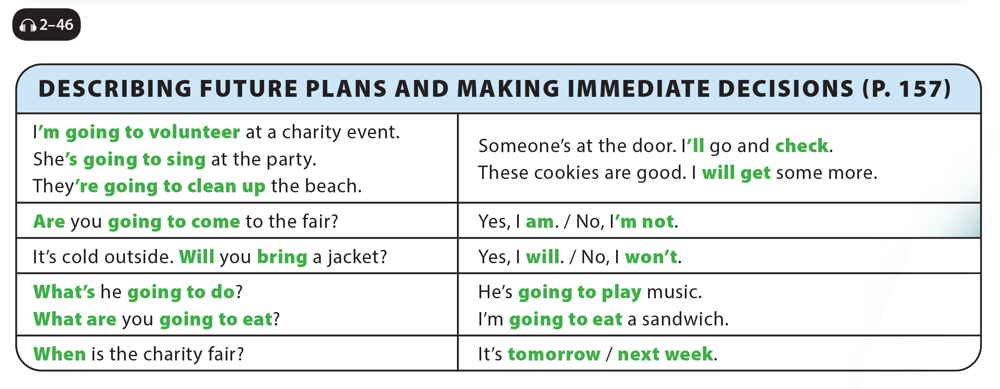 2–46
DESCRIBING FUTURE PLANS AND MAKING IMMEDIATE DECISIONS (P. 157)
I’m going to volunteer at a charity event.
She’s going to sing at the party.
They’re going to clean up the beach.
Someone’s at the door. I’ll go and check.
These cookies are good. I will get some more.
Are you going to come to the fair?
Yes, I am. / No, I’m not.
It’s cold outside. Will you bring a jacket?
Yes, I will. / No, I won’t.
What’s he going to do?
What are you going to eat?
He’s going to play music.
I’m going to eat a sandwich.
When is the charity fair?
It’s tomorrow / next week.